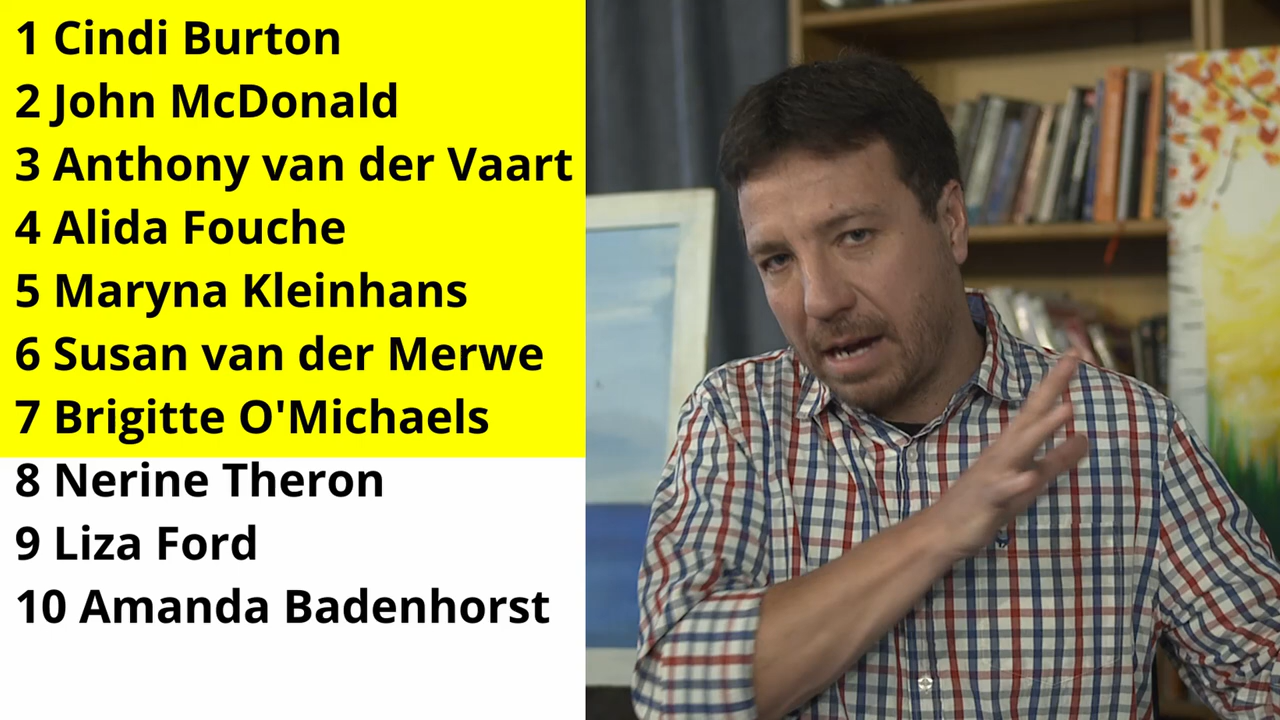 1 Cindi Burton
2 John McDonald
3 Anthony van der Vaart
4 Alida Fouche
5 Maryna Kleinhans
6 Susan van der Merwe
7 Brigitte O'Michaels
8 Nerine Theron
9 Liza Ford
10 Amanda Badenhorst